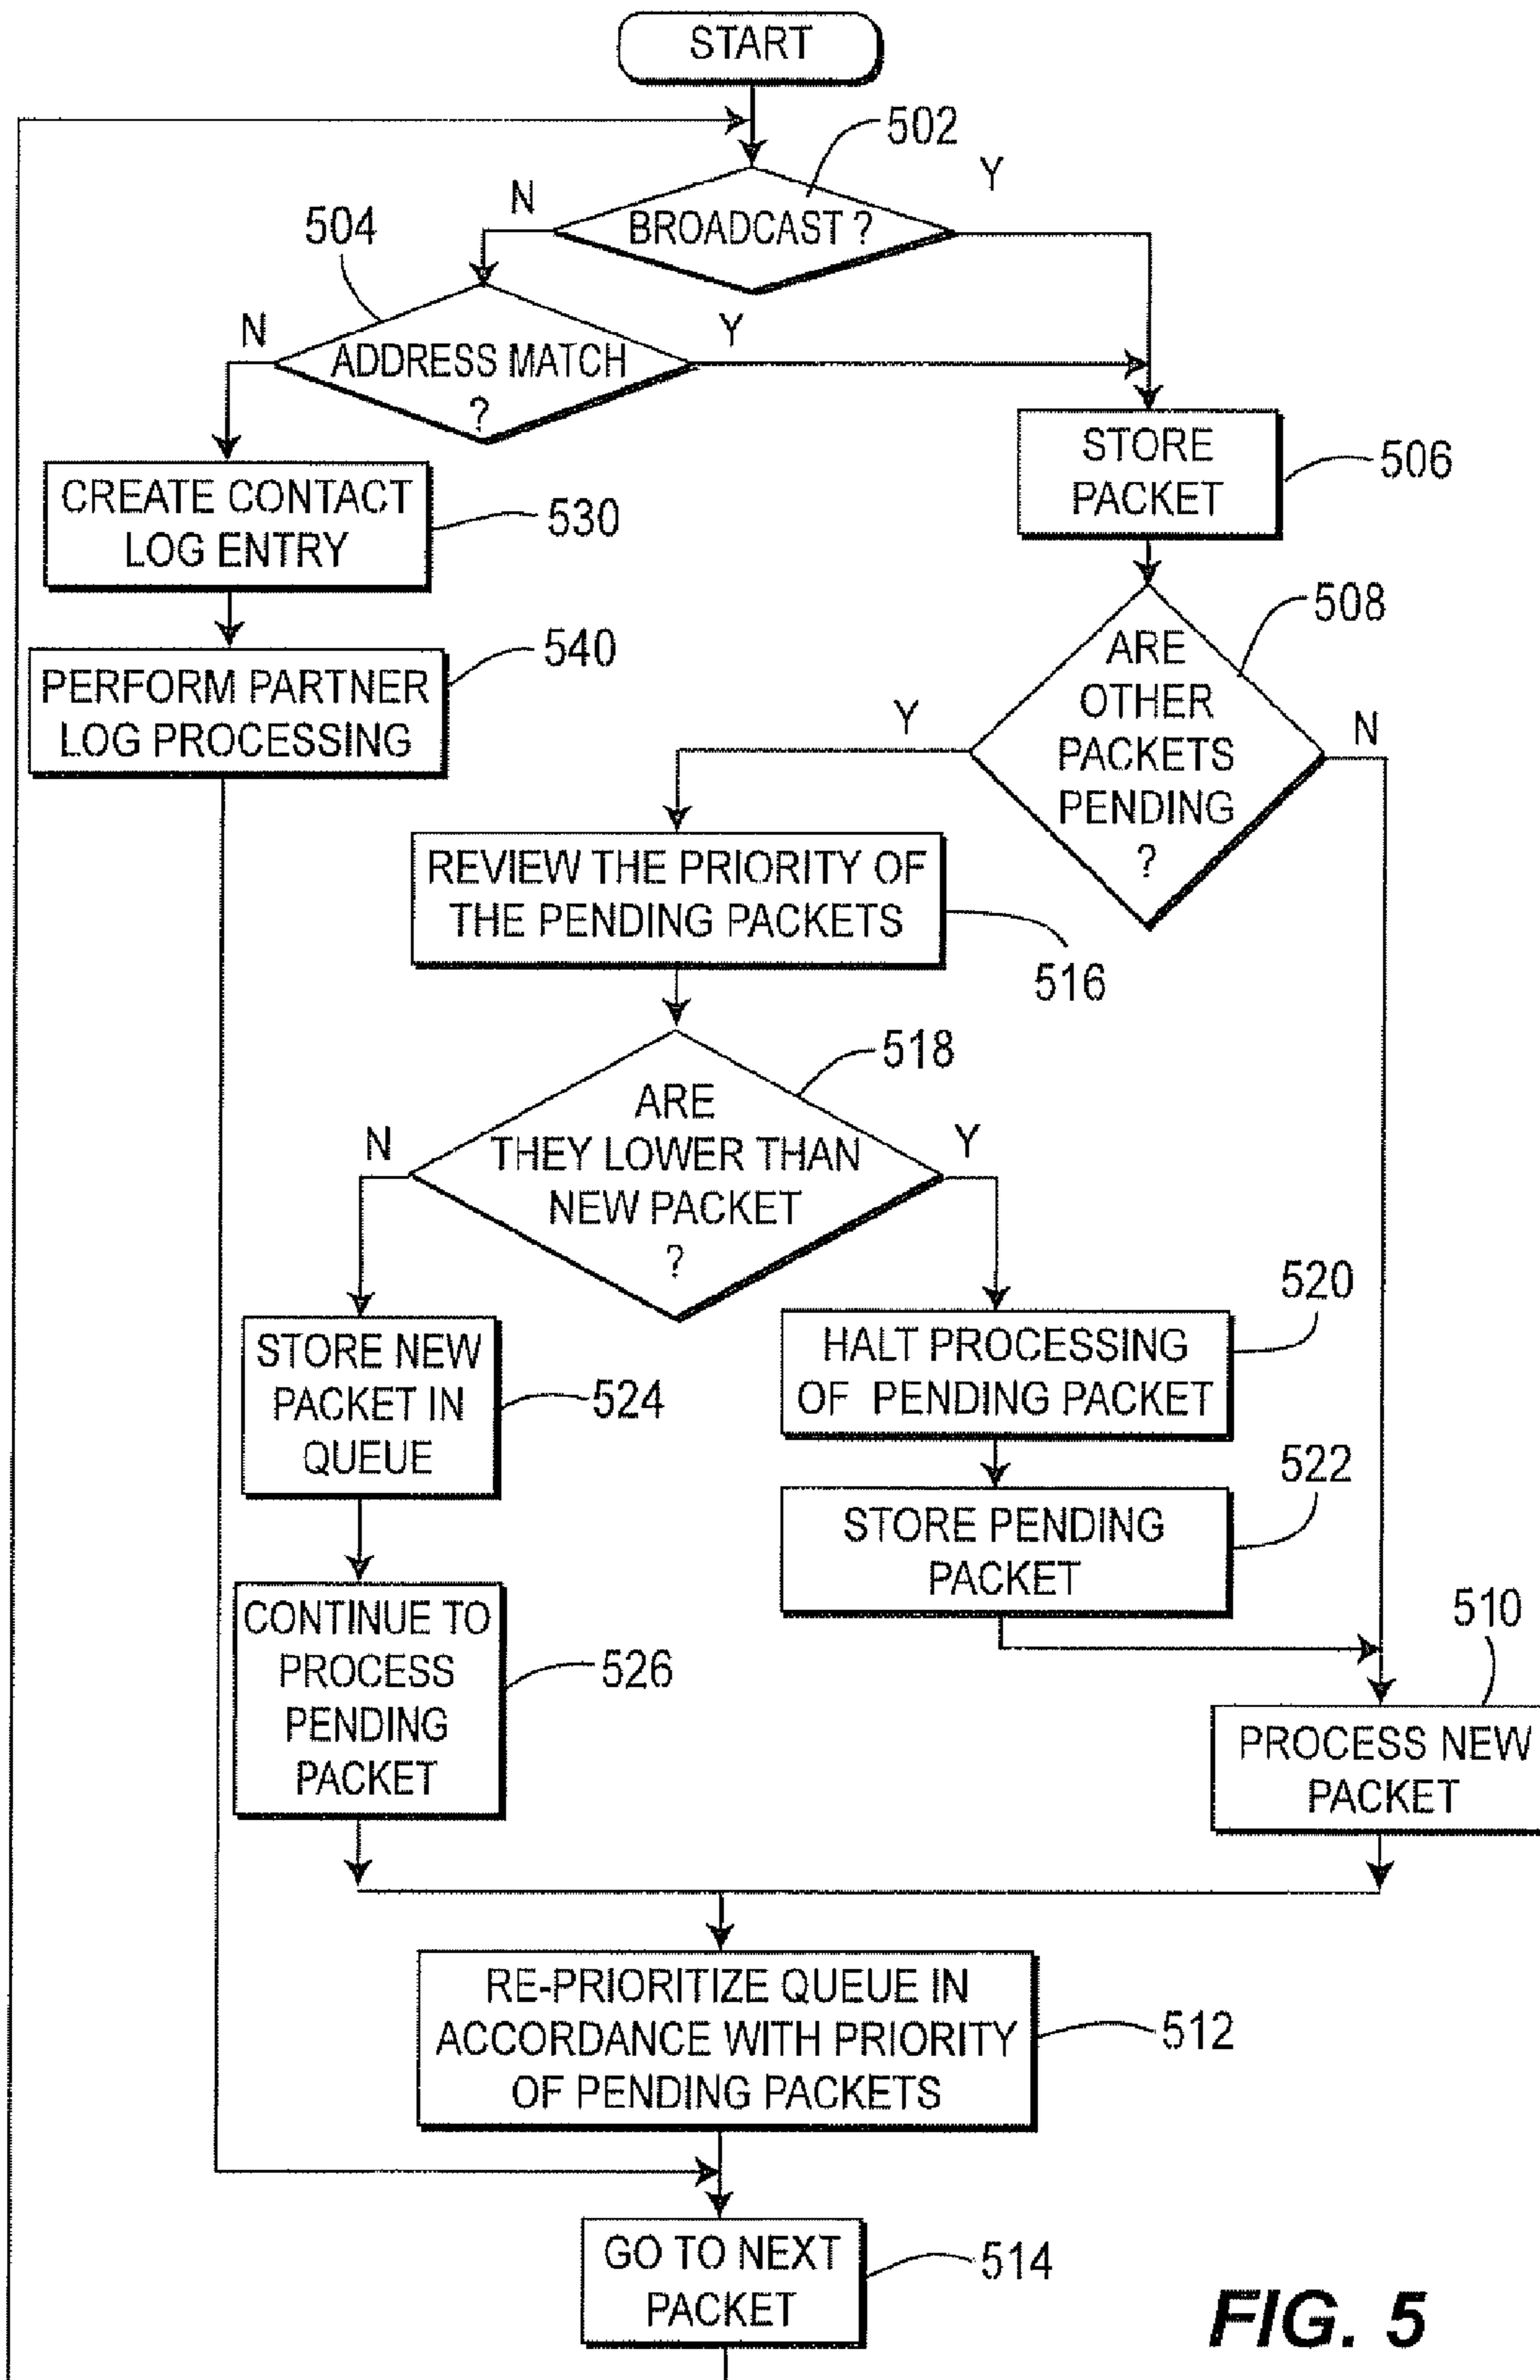 START
502
Y
N
BROADCAST ?
504
N
Y
ADDRESS MATCH
?
STORE
PACKET
506
CREATE CONTACT
LOG ENTRY
530
508
ARE
OTHER
PACKETS
PENDING
?
540
PERFORM PARTNER
LOG PROCESSING
Y
N
REVIEW THE PRIORITY OF
THE PENDING PACKETS
516
518
ARE
THEY LOWER THAN
NEW PACKET
?
N
Y
520
HALT PROCESSING
OF PENDING PACKET
STORE NEW
PACKET IN
QUEUE
524
522
STORE PENDING
PACKET
CONTINUE TO
PROCESS
PENDING
PACKET
526
510
PROCESS NEW
PACKET
RE-PRIORITIZE QUEUE IN
ACCORDANCE WITH PRIORITY
OF PENDING PACKETS
512
GO TO NEXT
PACKET
514
FIG. 5